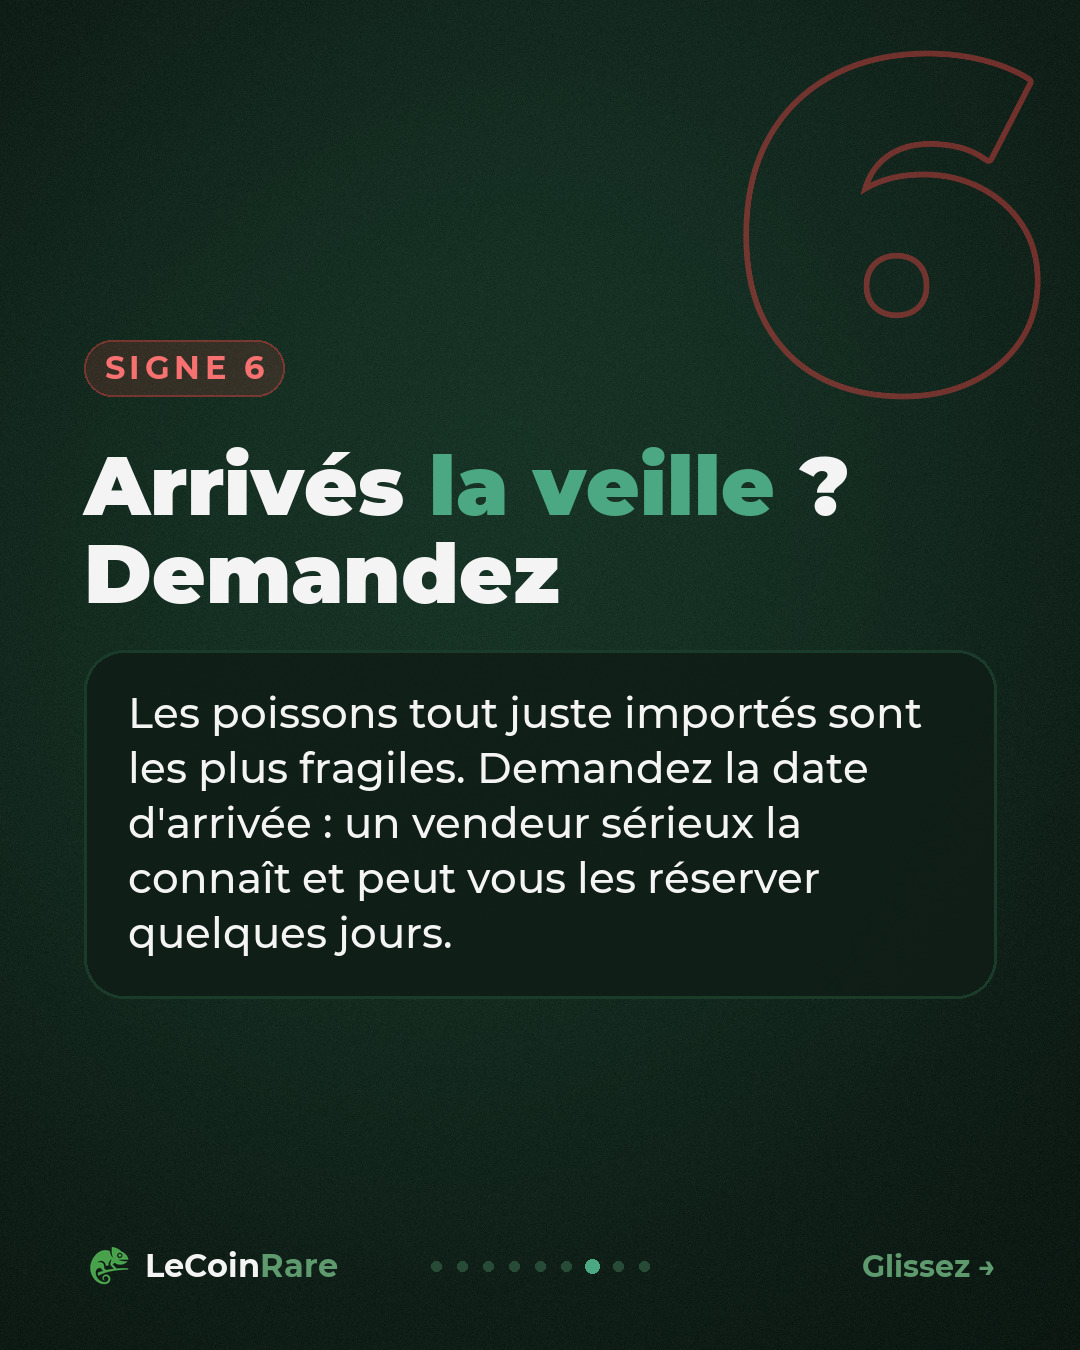 6
SIGNE 6
Arrivés la veille ?
Demandez
Les poissons tout juste importés sont
les plus fragiles. Demandez la date
d'arrivée : un vendeur sérieux la
connaît et peut vous les réserver
quelques jours.
LeCoinRare
Glissez →